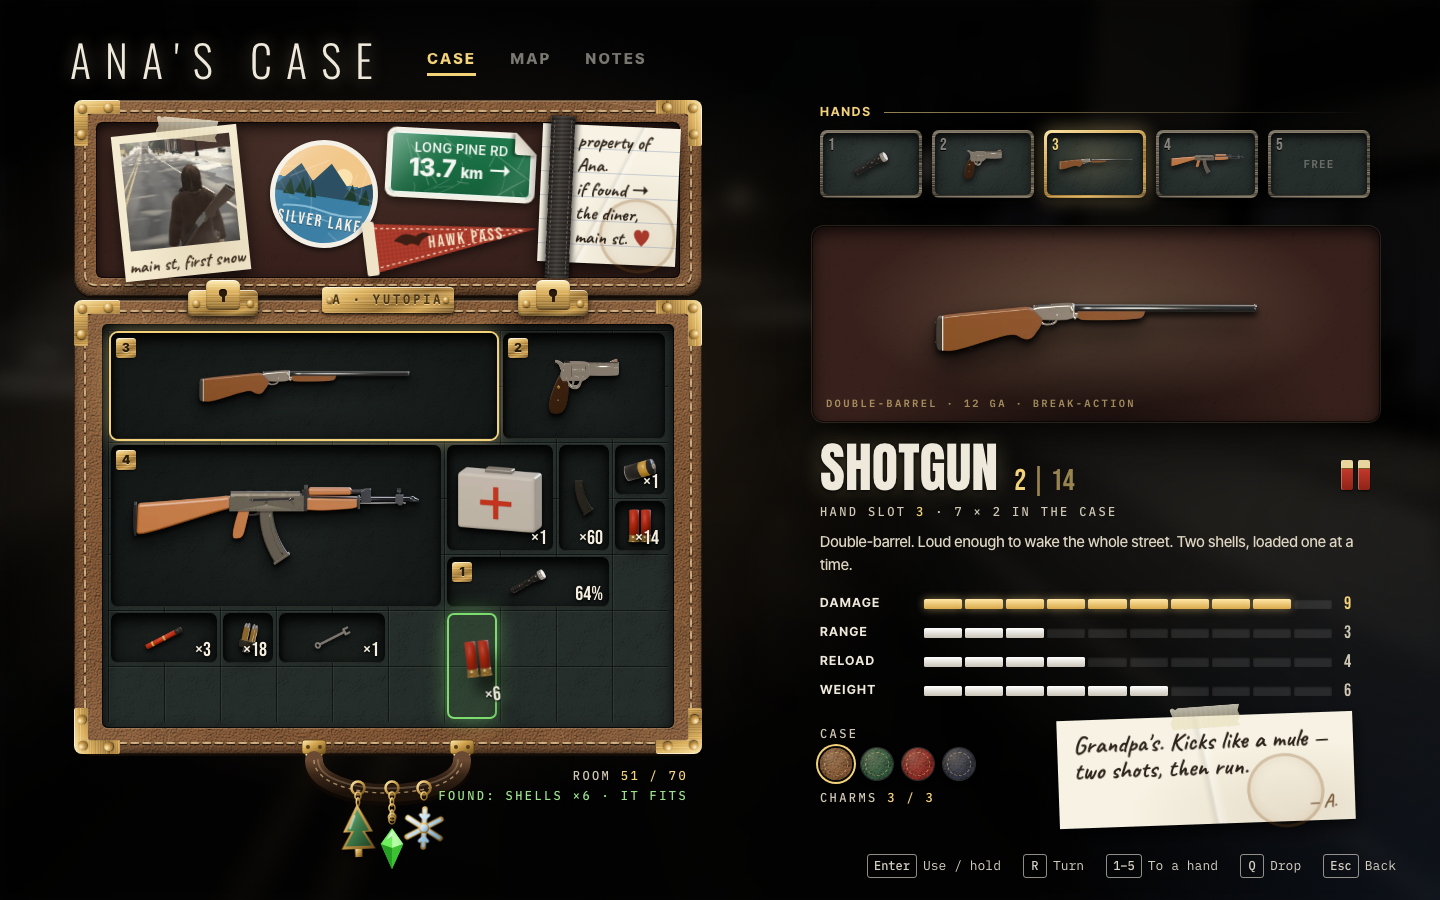 ANA'S CASE
CASE
MAP
NOTES
main st, first snow
SILVER LAKE
LONG PINE RD
13.7 km →
HAWK PASS
property of
Ana.
if found →
the diner,
main st. ♥
A · YUTOPIA
3
2
4
×1
×60
×1
×14
1
64%
×3
×18
×1
×6
ROOM 51 / 70
FOUND: SHELLS ×6 · IT FITS
HANDS
1
2
3
4
5
FREE
DOUBLE-BARREL · 12 GA · BREAK-ACTION
SHOTGUN 2 | 14
HAND SLOT 3 · 7 × 2 IN THE CASE
Double-barrel. Loud enough to wake the whole street. Two shells, loaded one at a
time.
DAMAGE 9
RANGE 3
RELOAD 4
WEIGHT 6
CASE
CHARMS 3 / 3
Grandpa's. Kicks like a mule —
two shots, then run.
— A.
Enter Use / hold
R Turn
1–5 To a hand
Q Drop
Esc Back